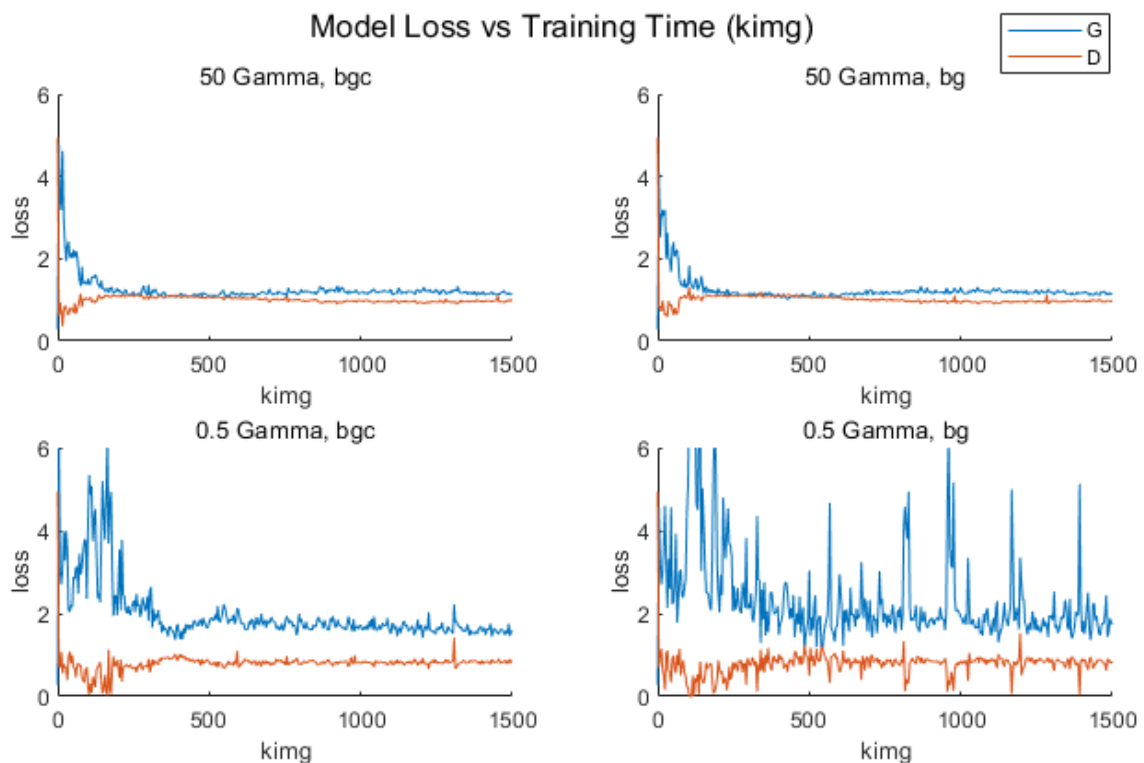 Model Loss vs Training Time (kimg)
G
D
50 Gamma, bgc
6
4
2
0
loss
0 500 1000 1500
kimg
50 Gamma, bg
6
4
2
0
loss
0 500 1000 1500
kimg
0.5 Gamma, bgc
6
4
2
0
loss
0 500 1000 1500
kimg
0.5 Gamma, bg
6
4
2
0
loss
0 500 1000 1500
kimg